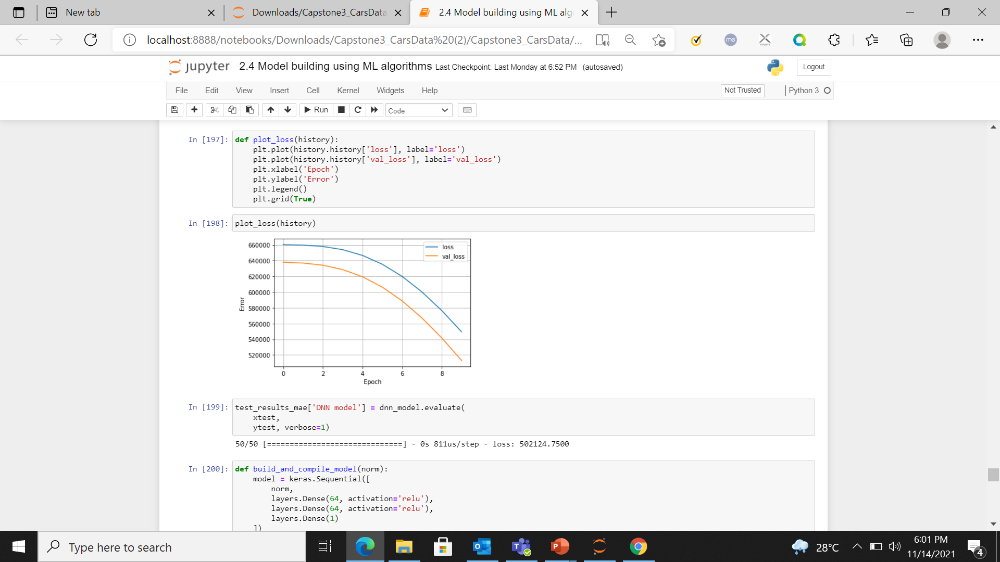 New tab
Downloads/Capstone3_CarsData
2.4 Model building using ML alg
localhost:8888/notebooks/Downloads/Capstone3_CarsData%20(2)/Capstone3_CarsData/...
me
jupyter 2.4 Model building using ML algorithms Last Checkpoint: Last Monday at 6:52 PM (autosaved)
Logout
File Edit View Insert Cell Kernel Widgets Help
Not Trusted
Python 3
Run
Code
In [197]: def plot_loss(history):
    plt.plot(history.history['loss'], label='loss')
    plt.plot(history.history['val_loss'], label='val_loss')
    plt.xlabel('Epoch')
    plt.ylabel('Error')
    plt.legend()
    plt.grid(True)
In [198]: plot_loss(history)
loss
val_loss
660000
640000
620000
600000
580000
560000
540000
520000
Error
0 2 4 6 8
Epoch
In [199]: test_results_mae['DNN model'] = dnn_model.evaluate(
    xtest,
    ytest, verbose=1)
50/50 [==============================] - 0s 811us/step - loss: 502124.7500
In [200]: def build_and_compile_model(norm):
    model = keras.Sequential([
        norm,
        layers.Dense(64, activation='relu'),
        layers.Dense(64, activation='relu'),
        layers.Dense(1)
    ])
Type here to search
28°C
6:01 PM
11/14/2021
4